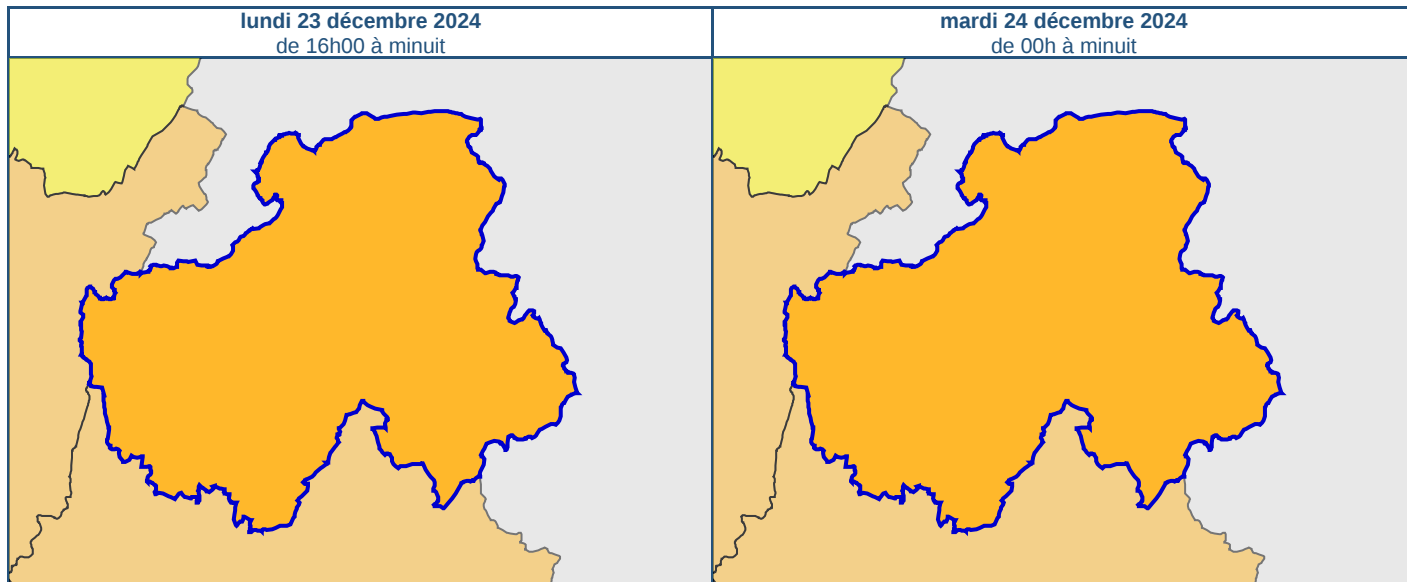 lundi 23 décembre 2024
de 16h00 à minuit
mardi 24 décembre 2024
de 00h à minuit